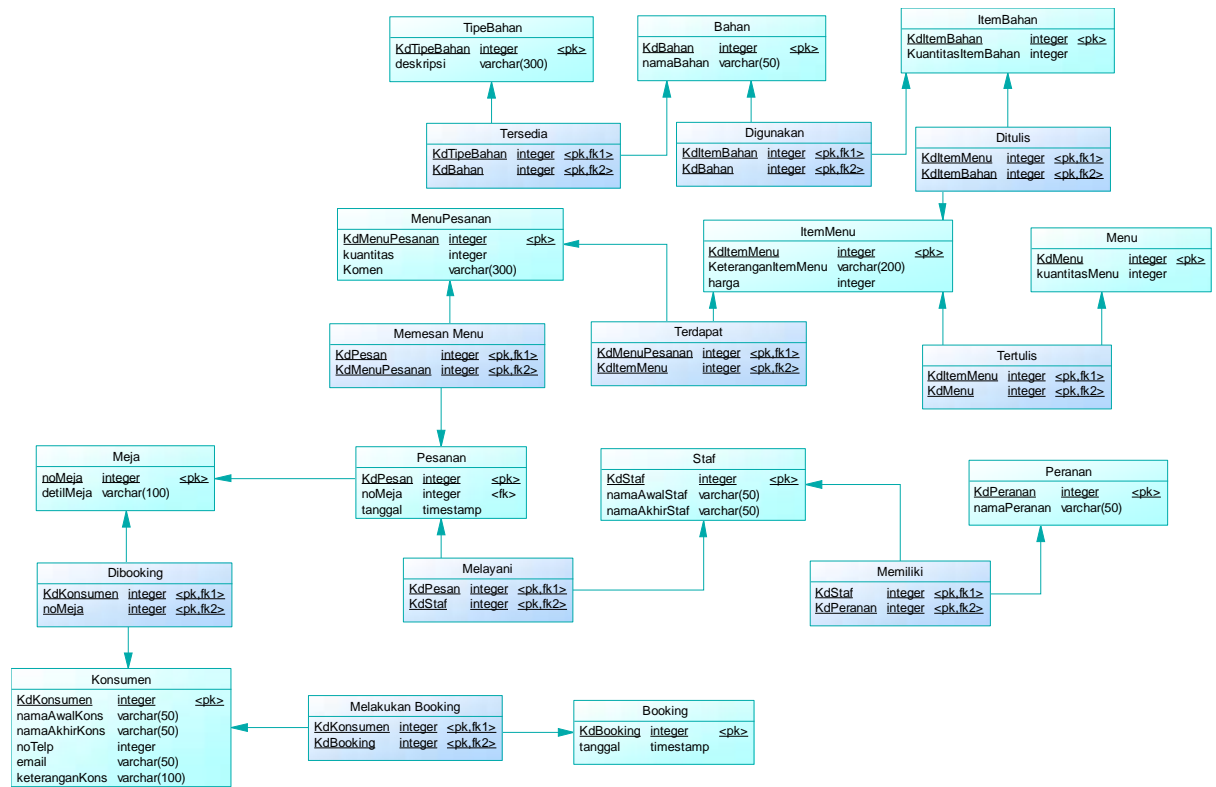 TipeBahan
KdTipeBahan integer <pk>
deskripsi varchar(300)
Bahan
KdBahan integer <pk>
namaBahan varchar(50)
ItemBahan
KdItemBahan integer <pk>
KuantitasItemBahan integer
Tersedia
KdTipeBahan integer <pk,fk1>
KdBahan integer <pk,fk2>
Digunakan
KdItemBahan integer <pk,fk1>
KdBahan integer <pk,fk2>
Ditulis
KdItemMenu integer <pk,fk1>
KdItemBahan integer <pk,fk2>
MenuPesanan
KdMenuPesanan integer <pk>
kuantitas integer
Komen varchar(300)
ItemMenu
KdItemMenu integer <pk>
KeteranganItemMenu varchar(200)
harga integer
Menu
KdMenu integer <pk>
kuantitasMenu integer
Memesan Menu
KdPesan integer <pk,fk1>
KdMenuPesanan integer <pk,fk2>
Terdapat
KdMenuPesanan integer <pk,fk1>
KdItemMenu integer <pk,fk2>
Tertulis
KdItemMenu integer <pk,fk1>
KdMenu integer <pk,fk2>
Meja
noMeja integer <pk>
detilMeja varchar(100)
Pesanan
KdPesan integer <pk>
noMeja integer <fk>
tanggal timestamp
Staf
KdStaf integer <pk>
namaAwalStaf varchar(50)
namaAkhirStaf varchar(50)
Peranan
KdPeranan integer <pk>
namaPeranan varchar(50)
Dibooking
KdKonsumen integer <pk,fk1>
noMeja integer <pk,fk2>
Melayani
KdPesan integer <pk,fk1>
KdStaf integer <pk,fk2>
Memiliki
KdStaf integer <pk,fk1>
KdPeranan integer <pk,fk2>
Konsumen
KdKonsumen integer <pk>
namaAwalKons varchar(50)
namaAkhirKons varchar(50)
noTelp integer
email varchar(50)
keteranganKons varchar(100)
Melakukan Booking
KdKonsumen integer <pk,fk1>
KdBooking integer <pk,fk2>
Booking
KdBooking integer <pk>
tanggal timestamp